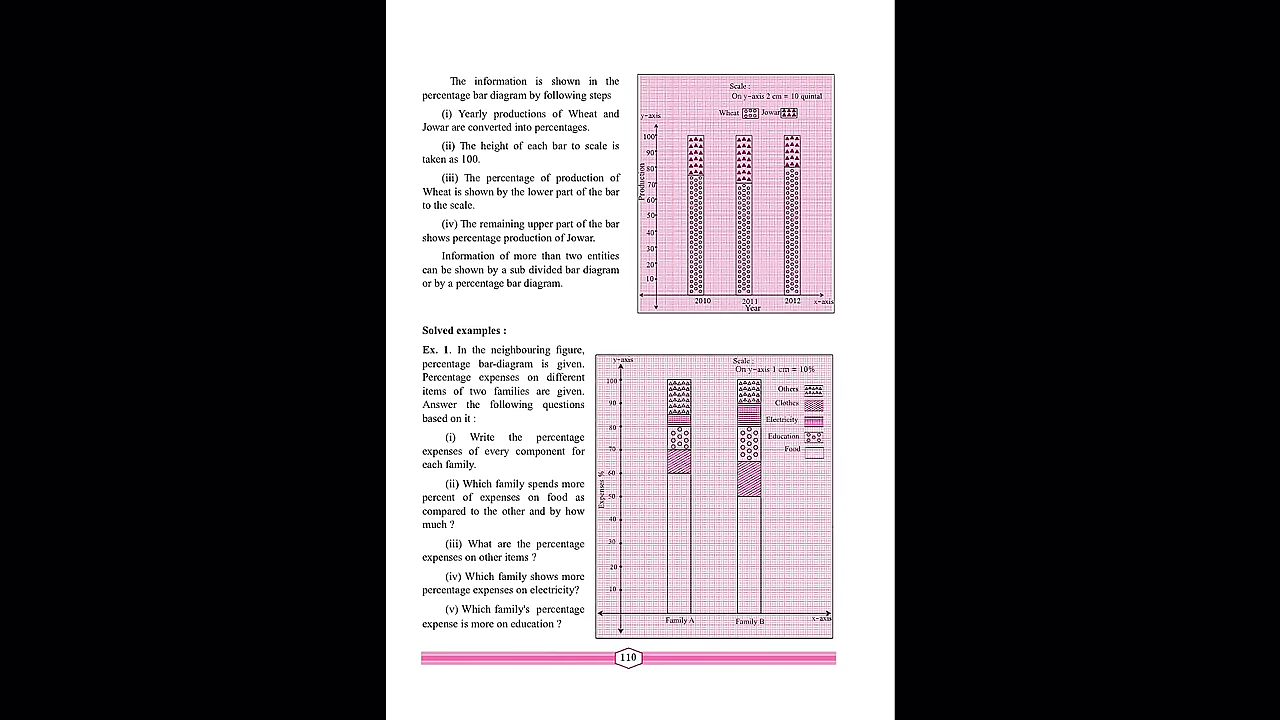 The information is shown in the
percentage bar diagram by following steps
(i) Yearly productions of Wheat and
Jowar are converted into percentages.
(ii) The height of each bar to scale is
taken as 100.
(iii) The percentage of production of
Wheat is shown by the lower part of the bar
to the scale.
(iv) The remaining upper part of the bar
shows percentage production of Jowar.
Information of more than two entities
can be shown by a sub divided bar diagram
or by a percentage bar diagram.
Scale :
On y-axis 2 cm = 10 quintal
Wheat Jowar
y-axis
100
90
80
70
60
50
40
30
20
10
Production
2010 2011 2012 x-axis
Year
Solved examples :
Ex. 1. In the neighbouring figure,
percentage bar-diagram is given.
Percentage expenses on different
items of two families are given.
Answer the following questions
based on it :
(i) Write the percentage
expenses of every component for
each family.
(ii) Which family spends more
percent of expenses on food as
compared to the other and by how
much ?
(iii) What are the percentage
expenses on other items ?
(iv) Which family shows more
percentage expenses on electricity?
(v) Which family's percentage
expense is more on education ?
y-axis
Scale :
On y-axis 1 cm = 10%
Others
Clothes
Electricity
Education
Food
100
90
80
70
60
50
40
30
20
10
Expenses %
Family A Family B x-axis
110